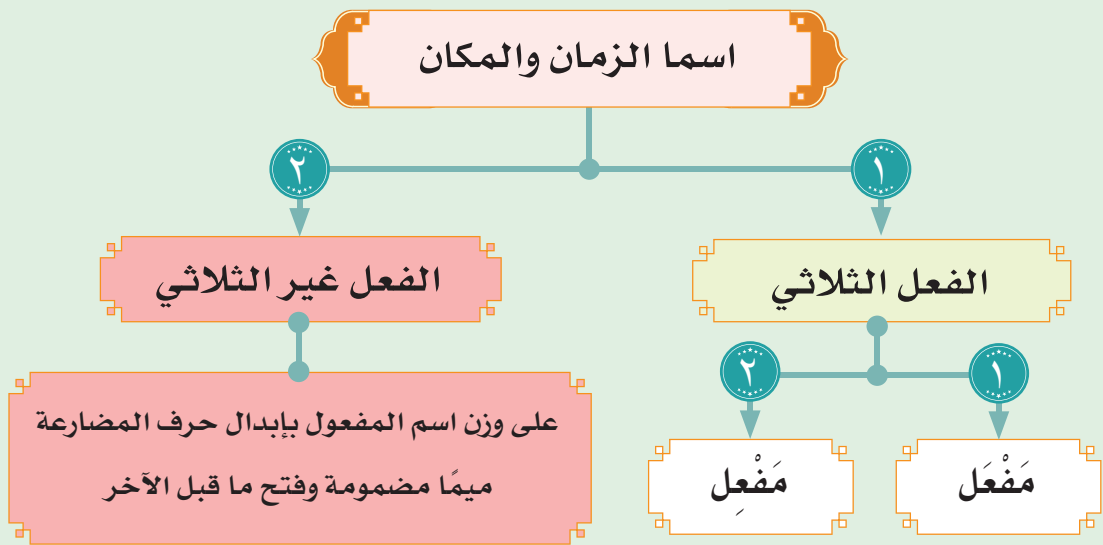 اسما الزمان والمكان
١
٢
الفعل الثلاثي
الفعل غير الثلاثي
١
٢
مَفْعَل
مَفْعِل
على وزن اسم المفعول بإبدال حرف المضارعة
ميمًا مضمومة وفتح ما قبل الآخر